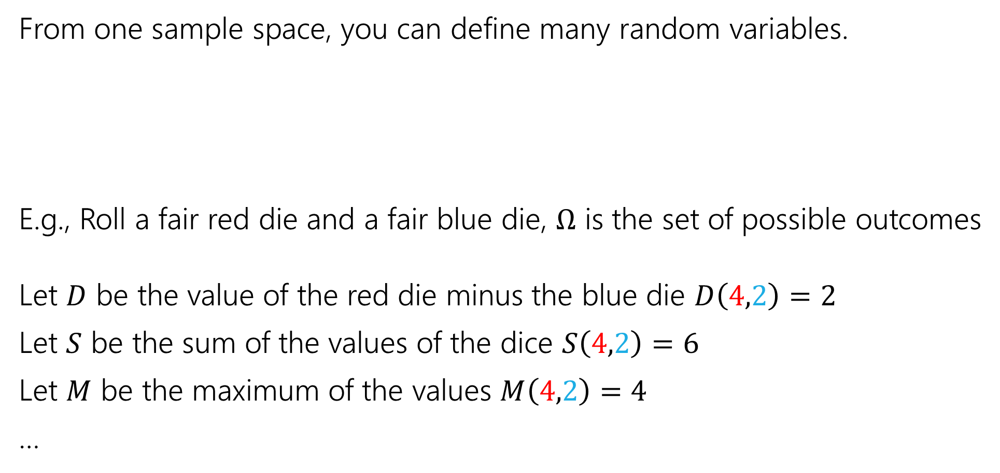 From one sample space, you can define many random variables.
E.g., Roll a fair red die and a fair blue die, Ω is the set of possible outcomes
Let D be the value of the red die minus the blue die D(4,2) = 2
Let S be the sum of the values of the dice S(4,2) = 6
Let M be the maximum of the values M(4,2) = 4
...